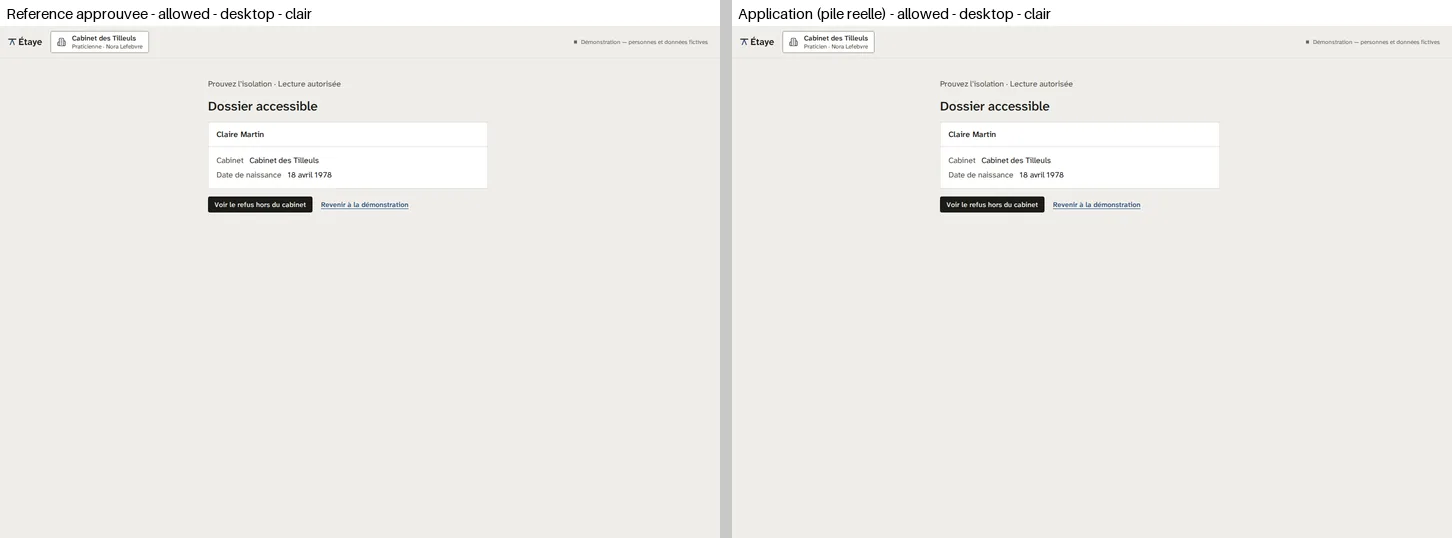 Reference approuvee - allowed - desktop - clair
Étaye
Cabinet des Tilleuls
Praticienne - Nora Lefebvre
Démonstration — personnes et données fictives
Prouvez l'isolation - Lecture autorisée
Dossier accessible
Claire Martin
Cabinet Cabinet des Tilleuls
Date de naissance 18 avril 1978
Voir le refus hors du cabinet Revenir à la démonstration
Application (pile reelle) - allowed - desktop - clair
Étaye
Cabinet des Tilleuls
Praticien - Nora Lefebvre
Démonstration — personnes et données fictives
Prouvez l'isolation - Lecture autorisée
Dossier accessible
Claire Martin
Cabinet Cabinet des Tilleuls
Date de naissance 18 avril 1978
Voir le refus hors du cabinet Revenir à la démonstration